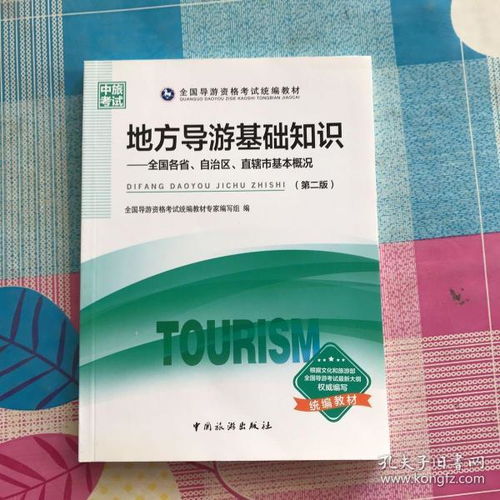 中旅
考试
全国导游资格考试统编教材
QUANGUO DAOYOU ZIGE KAOSHI TONGBIAN JIAOCAI
地方导游基础知识
——全国各省、自治区、直辖市基本概况
DIFANG DAOYOU JICHU ZHISHI
(第二版)
全国导游资格考试统编教材专家编写组 编
TOURISM
根据文化和旅游部
全国导游考试最新大纲
权威编写
统编教材
中国旅游出版社
孔夫子旧书网
kongfz.com